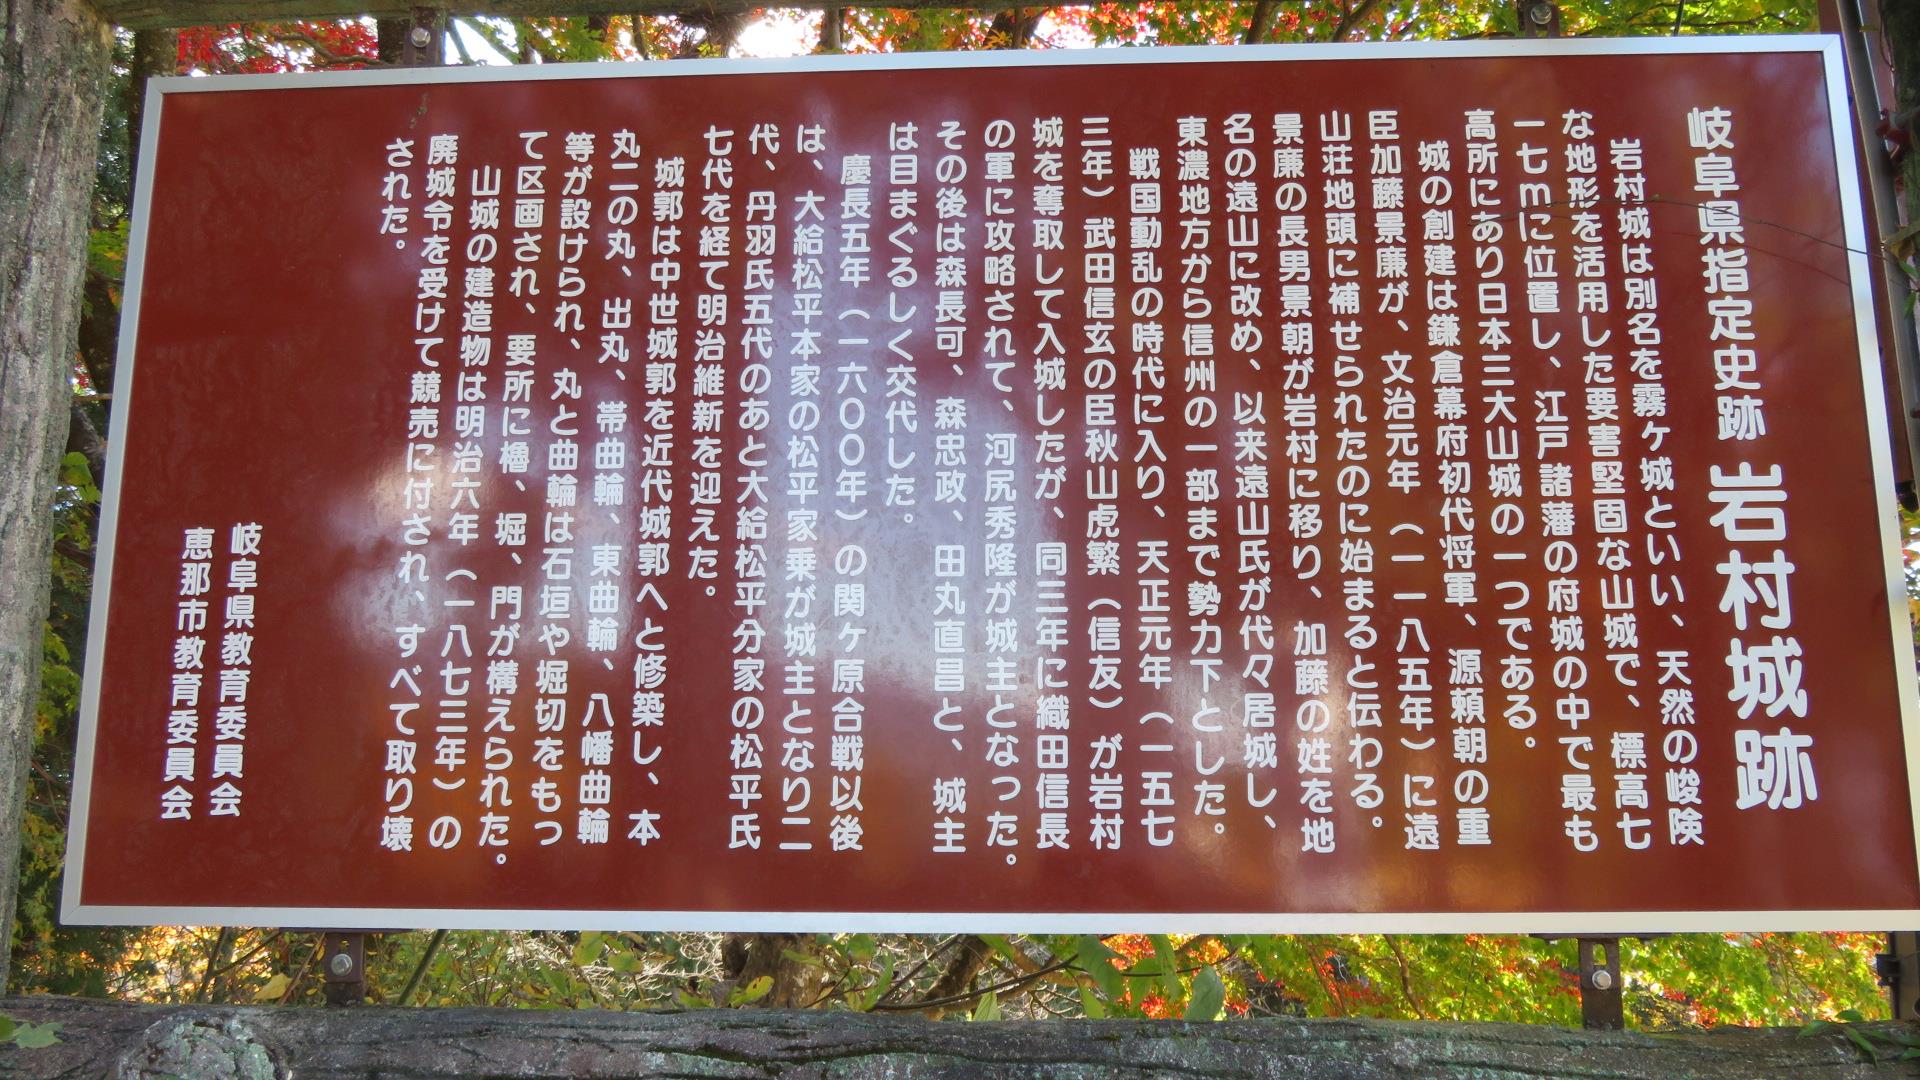 岐阜県指定史跡 岩村城跡
岩村城は別名を霧ケ城といい、天然の峻険
な地形を活用した要害堅固な山城で、標高七
一七mに位置し、江戸諸藩の府城の中で最も
高所にあり日本三大山城の一つである。
城の創建は鎌倉幕府初代将軍、源頼朝の重
臣加藤景廉が、文治元年（一一八五年）に遠
山荘地頭に補せられたのに始まると伝わる。
景廉の長男景朝が岩村に移り、加藤の姓を地
名の遠山に改め、以来遠山氏が代々居城し、
東濃地方から信州の一部まで勢力下とした。
戦国動乱の時代に入り、天正元年（一五七
三年）武田信玄の臣秋山虎繁（信友）が岩村
城を奪取して入城したが、同三年に織田信長
の軍に攻略されて、河尻秀隆が城主となった。
その後は森長可、森忠政、田丸直昌と、城主
は目まぐるしく交代した。
慶長五年（一六〇〇年）の関ケ原合戦以後
は、大給松平本家の松平家乗が城主となり二
代、丹羽氏五代のあと大給松平分家の松平氏
七代を経て明治維新を迎えた。
城郭は中世城郭を近代城郭へと修築し、本
丸二の丸、出丸、帯曲輪、東曲輪、八幡曲輪
等が設けられ、丸と曲輪は石垣や堀切をもっ
て区画され、要所に櫓、堀、門が構えられた。
山城の建造物は明治六年（一八七三年）の
廃城令を受けて競売に付され、すべて取り壊
された。
岐阜県教育委員会
恵那市教育委員会